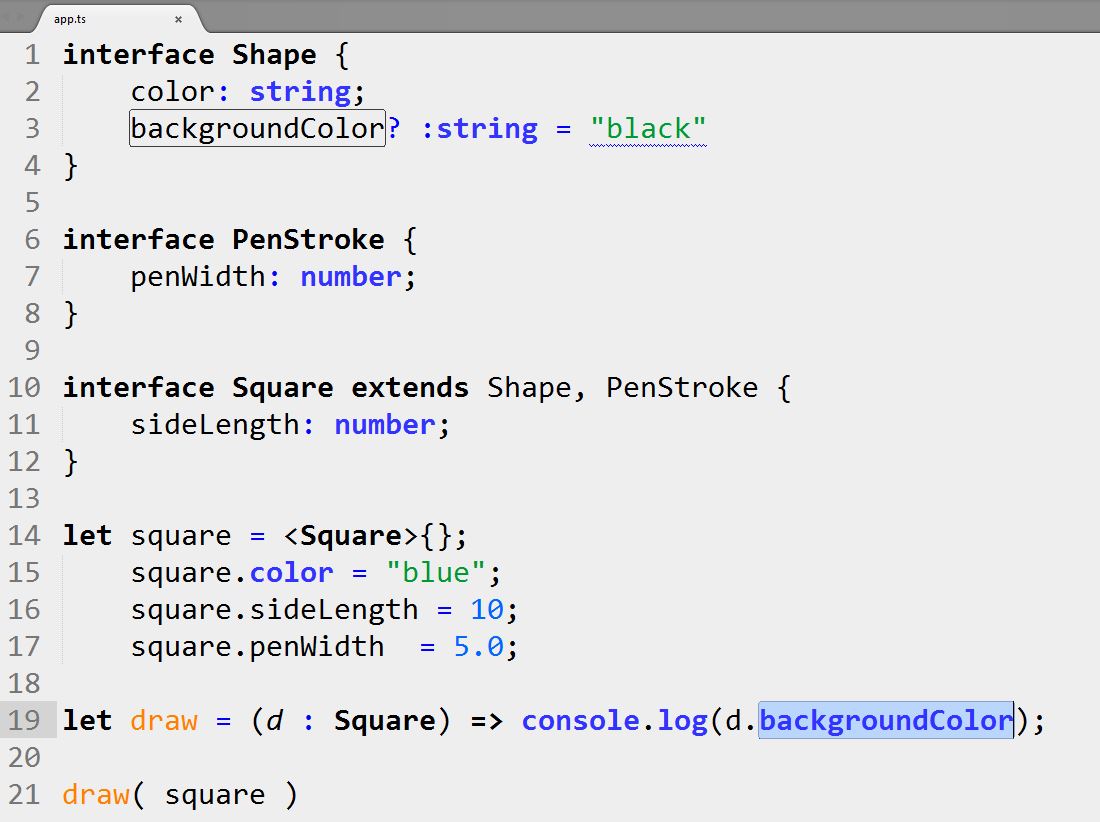 app.ts ×
1 interface Shape {
2     color: string;
3     backgroundColor? :string = "black"
4 }
5
6 interface PenStroke {
7     penWidth: number;
8 }
9
10 interface Square extends Shape, PenStroke {
11     sideLength: number;
12 }
13
14 let square = <Square>{};
15     square.color = "blue";
16     square.sideLength = 10;
17     square.penWidth  = 5.0;
18
19 let draw = (d : Square) => console.log(d.backgroundColor);
20
21 draw( square )